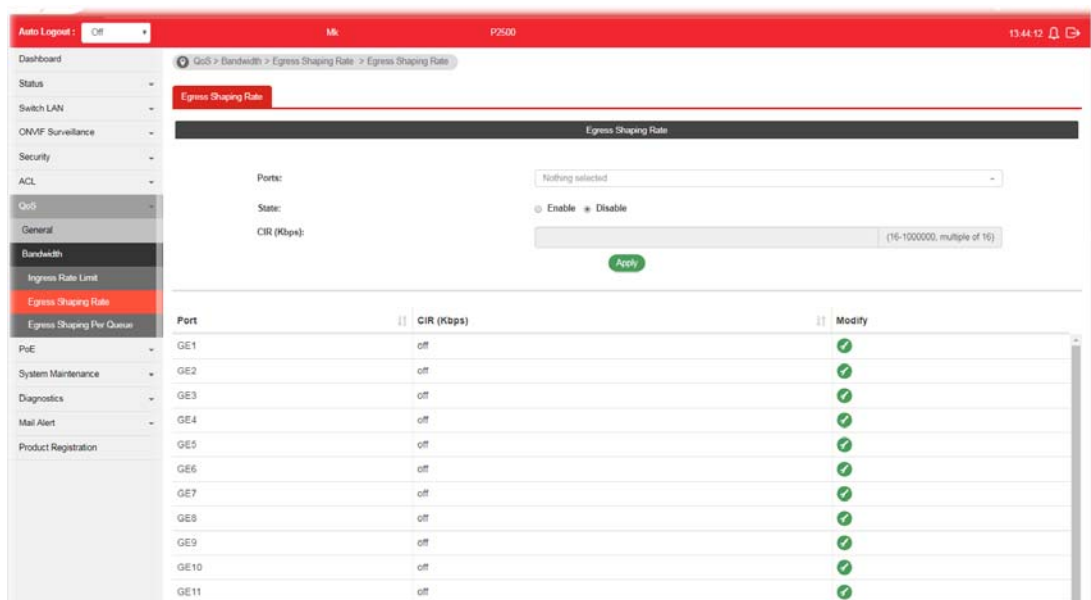 Auto Logout : Off Mk P2500 13:44:12
Dashboard
Status
Switch LAN
ONVIF Surveillance
Security
ACL
QoS
General
Bandwidth
Ingress Rate Limit
Egress Shaping Rate
Egress Shaping Per Queue
PoE
System Maintenance
Diagnostics
Mail Alert
Product Registration
QoS > Bandwidth > Egress Shaping Rate > Egress Shaping Rate
Egress Shaping Rate
Egress Shaping Rate
Ports: Nothing selected
State: Enable Disable
CIR (Kbps): (16-1000000, multiple of 16)
Apply
Port CIR (Kbps) Modify
GE1 off
GE2 off
GE3 off
GE4 off
GE5 off
GE6 off
GE7 off
GE8 off
GE9 off
GE10 off
GE11 off